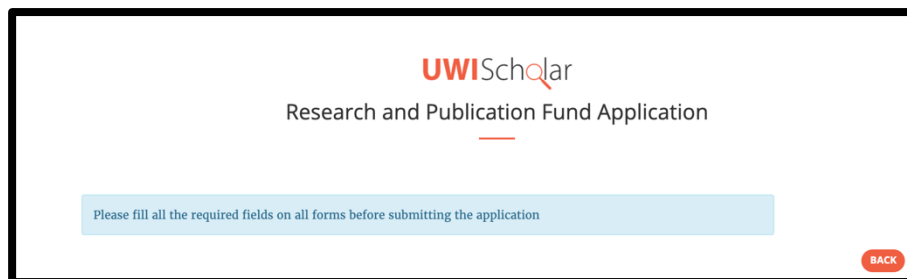 UWIScholar
Research and Publication Fund Application
Please fill all the required fields on all forms before submitting the application
BACK